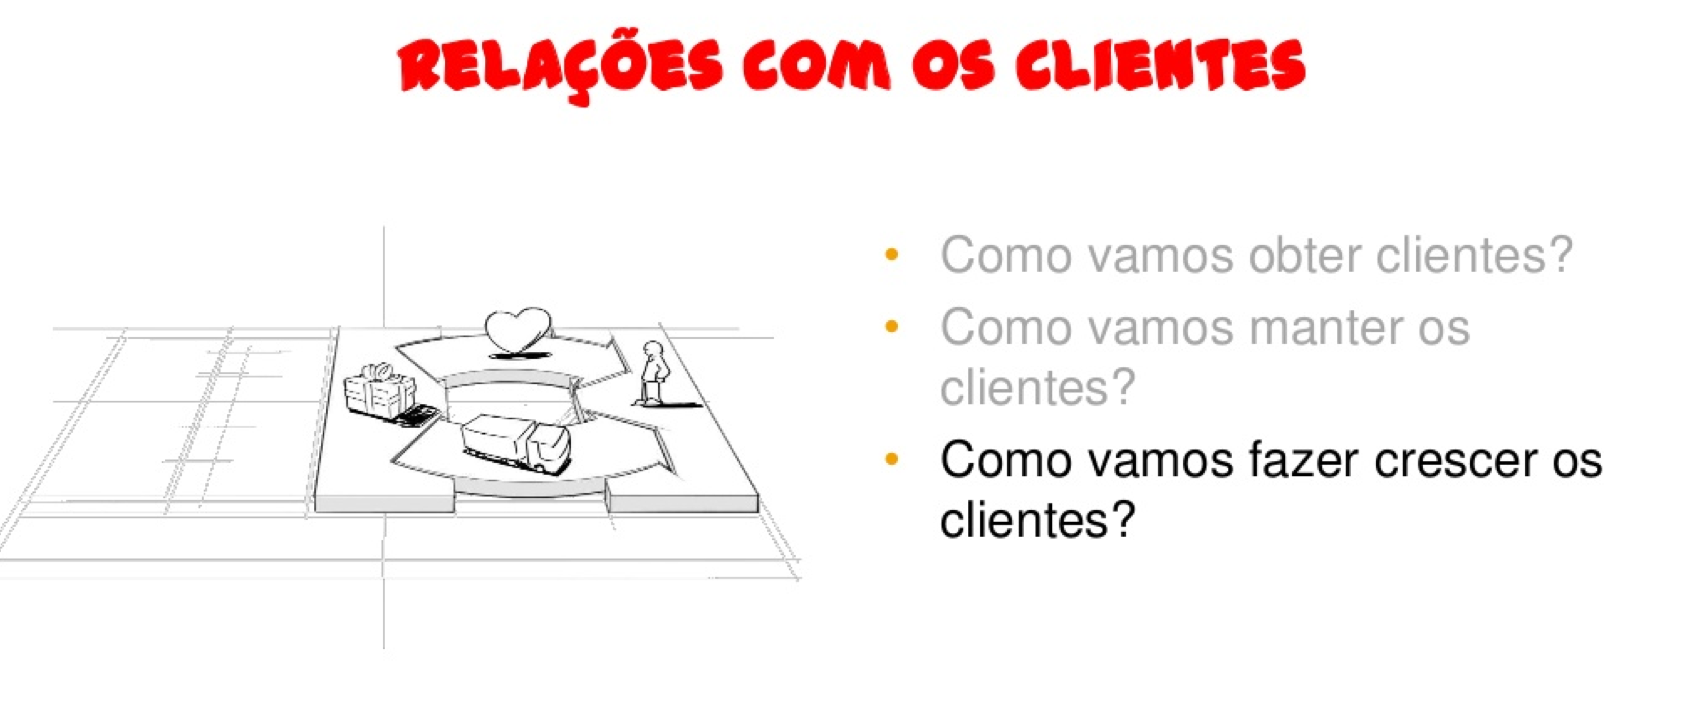 RELAÇÕES COM OS CLIENTES
• Como vamos obter clientes?
• Como vamos manter os
clientes?
• Como vamos fazer crescer os
clientes?